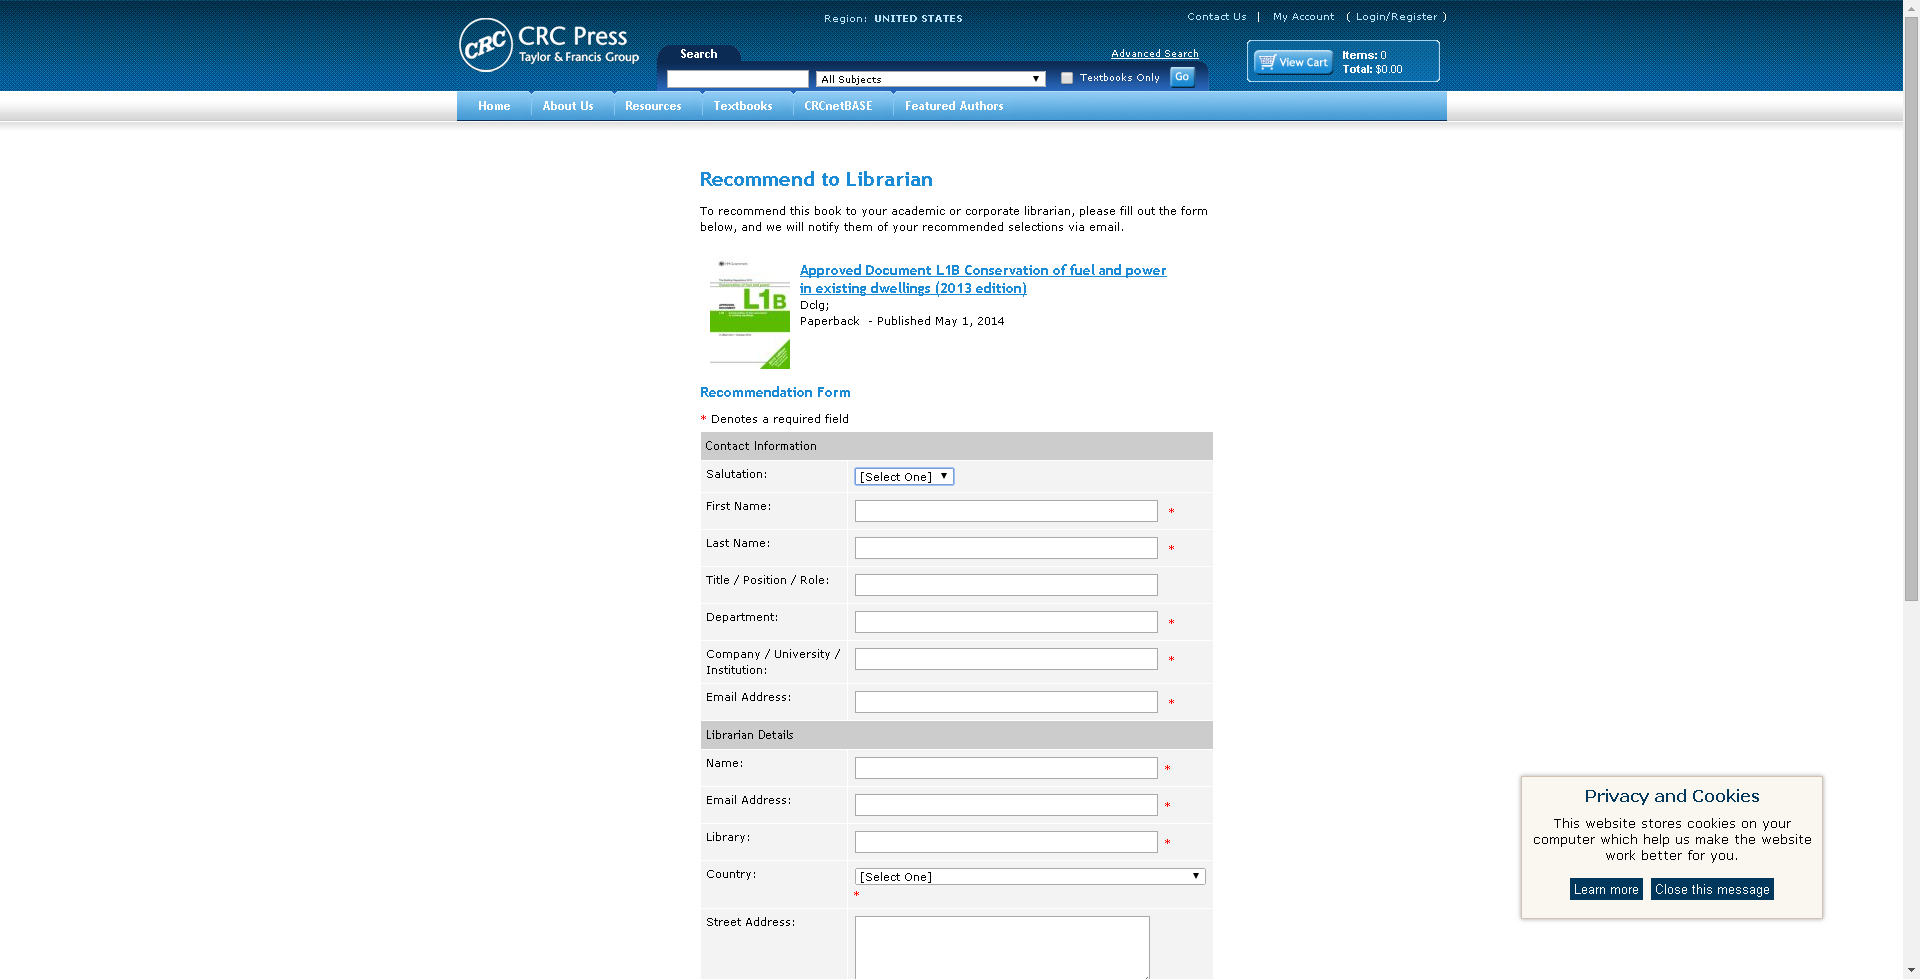 Region: UNITED STATES
Contact Us | My Account ( Login/Register )
CRC
CRC Press
Taylor & Francis Group
Search
Advanced Search
All Subjects
Textbooks Only
Go
View Cart
Items: 0
Total: $0.00
Home
About Us
Resources
Textbooks
CRCnetBASE
Featured Authors
Recommend to Librarian
To recommend this book to your academic or corporate librarian, please fill out the form
below, and we will notify them of your recommended selections via email.
L1B
Approved Document L1B Conservation of fuel and power
in existing dwellings (2013 edition)
Dclg;
Paperback - Published May 1, 2014
Recommendation Form
* Denotes a required field
Contact Information
Salutation:
[Select One]
First Name:
*
Last Name:
*
Title / Position / Role:
Department:
*
Company / University /
Institution:
*
Email Address:
*
Librarian Details
Name:
*
Email Address:
*
Library:
*
Country:
[Select One]
*
Street Address:
Privacy and Cookies
This website stores cookies on your
computer which help us make the website
work better for you.
Learn more
Close this message